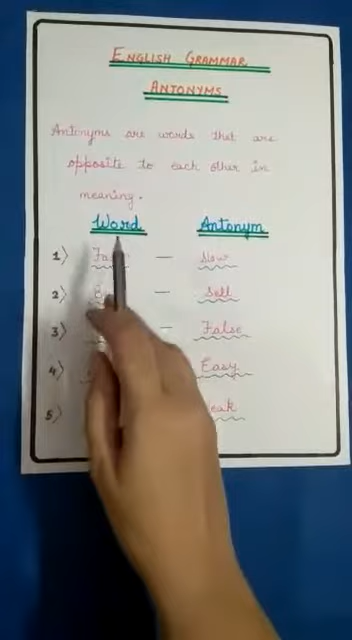 ENGLISH GRAMMAR
ANTONYMS
Antonyms are words that are
opposite to each other in
meaning.
Word Antonym
1) — Slow
2) — Sell
3) — False
4) Easy
5)